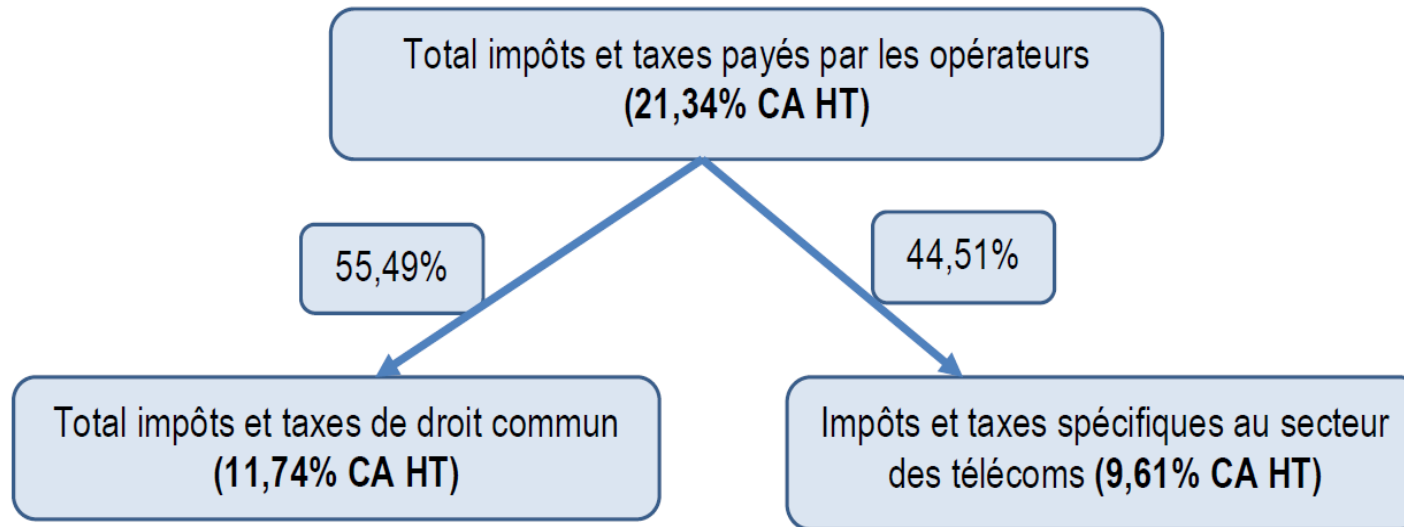 Total impôts et taxes payés par les opérateurs
(21,34% CA HT)
55,49%
44,51%
Total impôts et taxes de droit commun
(11,74% CA HT)
Impôts et taxes spécifiques au secteur
des télécoms (9,61% CA HT)